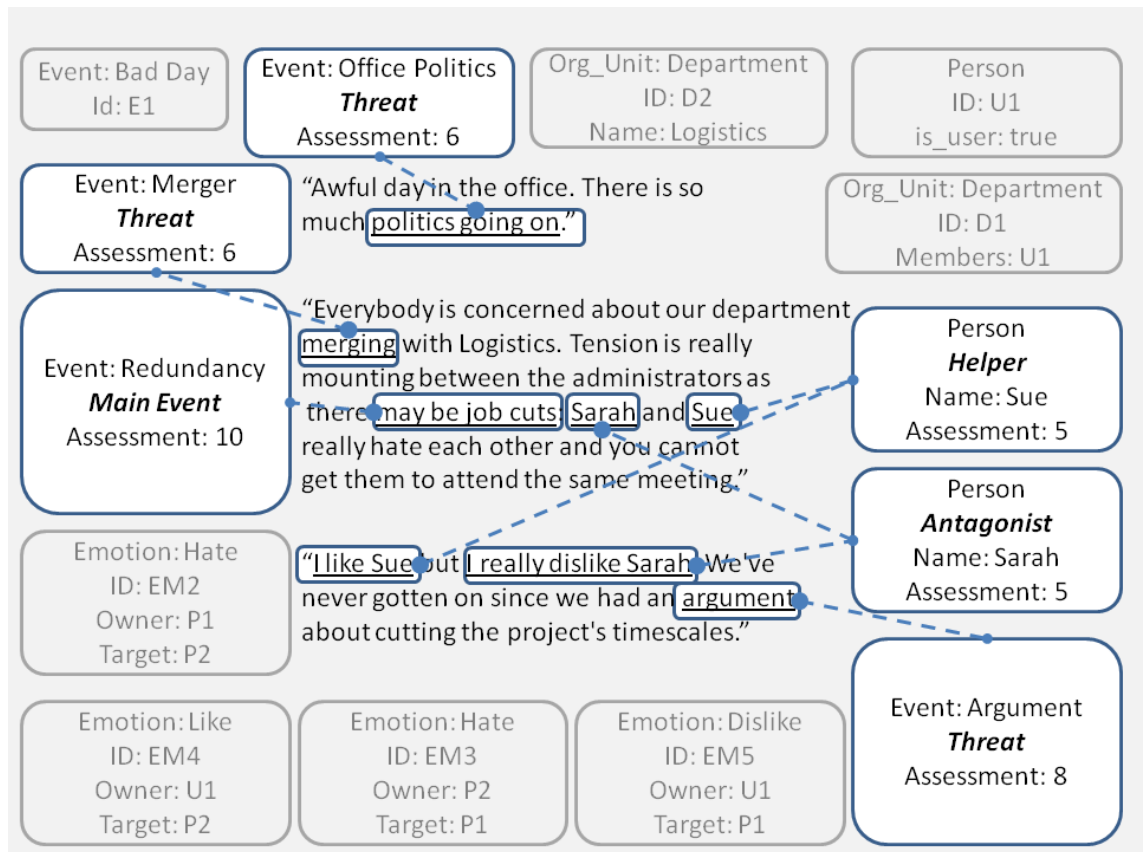 Event: Bad Day
Id: E1
Event: Office Politics
Threat
Assessment: 6
Org_Unit: Department
ID: D2
Name: Logistics
Person
ID: U1
is_user: true
Event: Merger
Threat
Assessment: 6
“Awful day in the office. There is so
much politics going on.”
Org_Unit: Department
ID: D1
Members: U1
Event: Redundancy
Main Event
Assessment: 10
“Everybody is concerned about our department
merging with Logistics. Tension is really
mounting between the administrators as
there may be job cuts; Sarah and Sue
really hate each other and you cannot
get them to attend the same meeting.”
Person
Helper
Name: Sue
Assessment: 5
Person
Antagonist
Name: Sarah
Assessment: 5
Emotion: Hate
ID: EM2
Owner: P1
Target: P2
“I like Sue but I really dislike Sarah. We've
never gotten on since we had an argument
about cutting the project's timescales.”
Event: Argument
Threat
Assessment: 8
Emotion: Like
ID: EM4
Owner: U1
Target: P2
Emotion: Hate
ID: EM3
Owner: P2
Target: P1
Emotion: Dislike
ID: EM5
Owner: U1
Target: P1